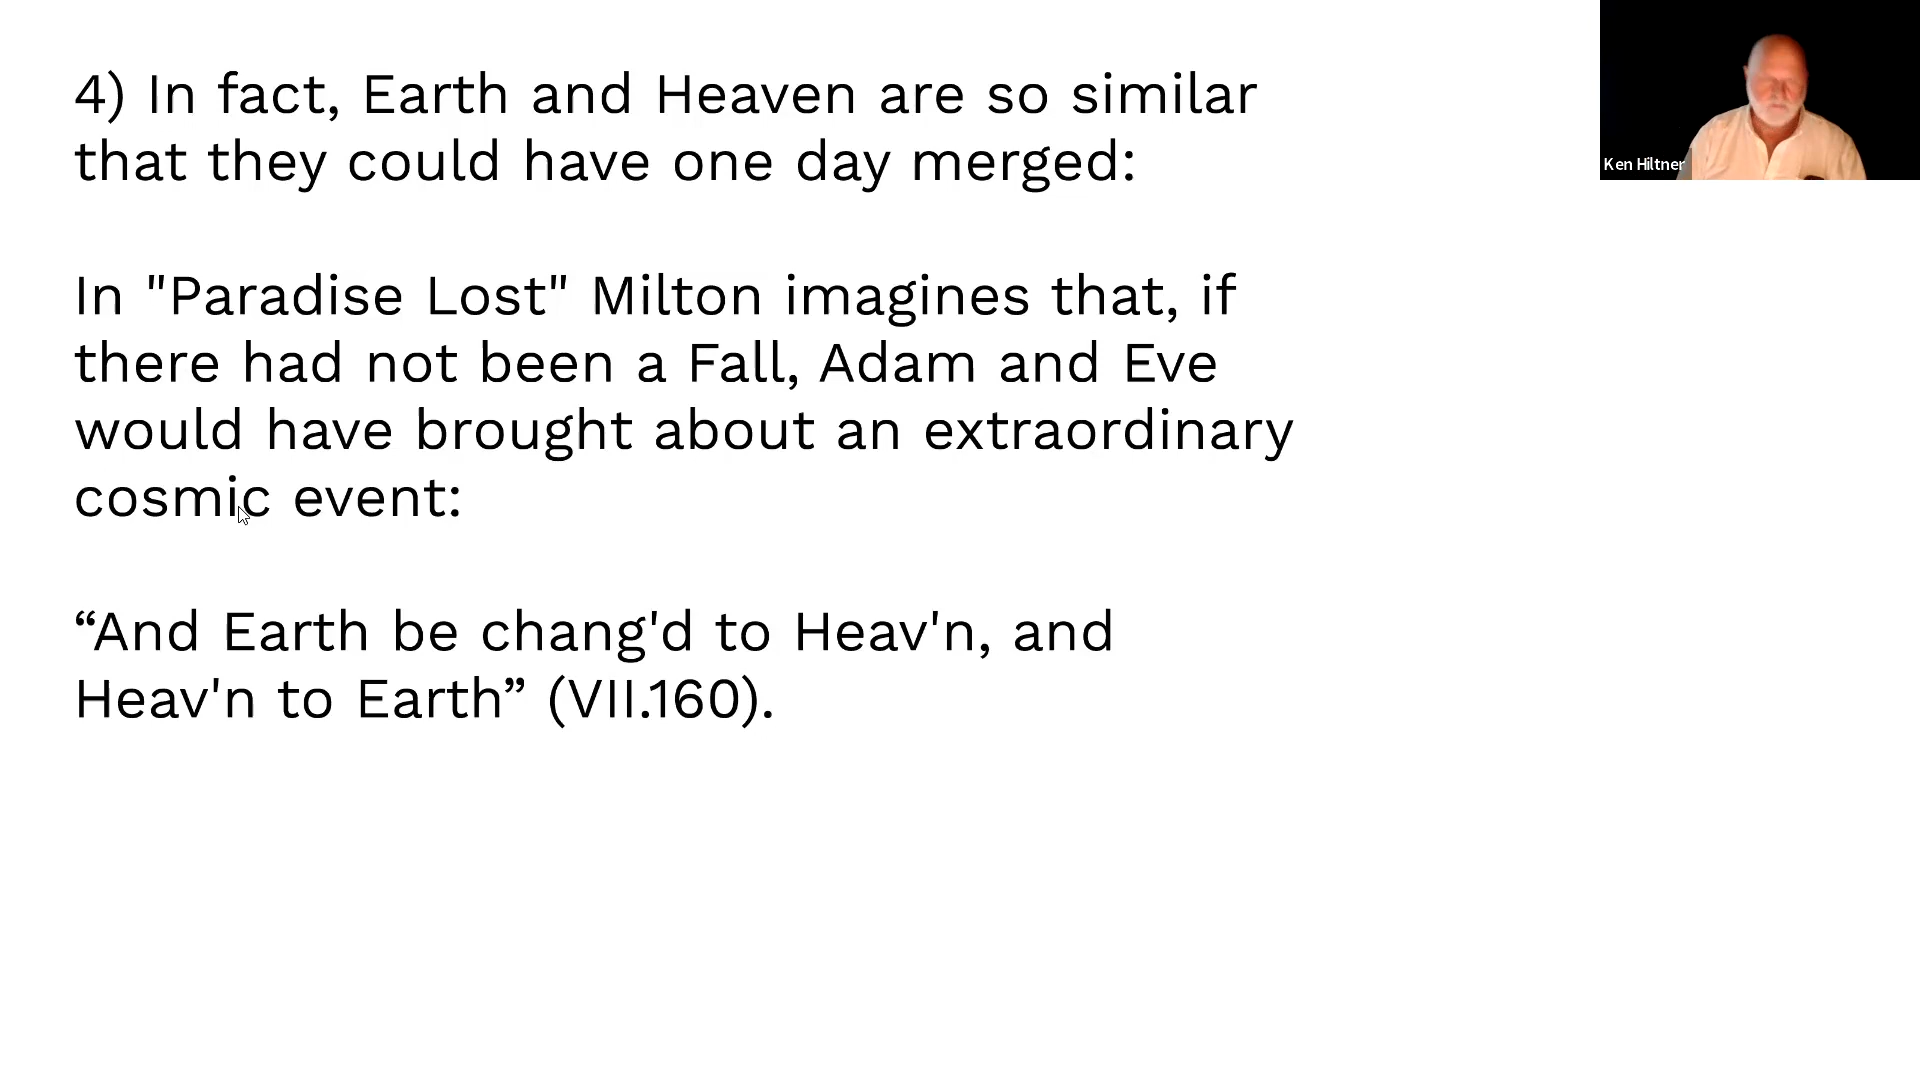 4) In fact, Earth and Heaven are so similar
that they could have one day merged:
In "Paradise Lost" Milton imagines that, if
there had not been a Fall, Adam and Eve
would have brought about an extraordinary
cosmic event:
“And Earth be chang'd to Heav'n, and
Heav'n to Earth” (VII.160).
Ken Hiltner